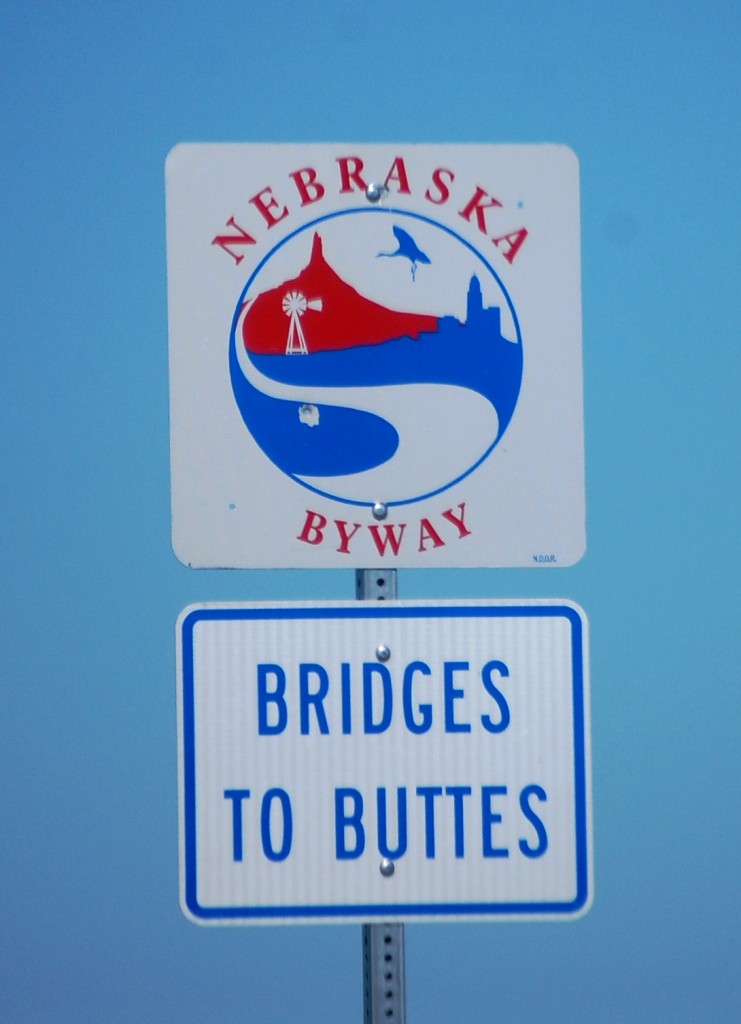 NEBRASKA
BYWAY
N.D.O.R.
BRIDGES
TO BUTTES